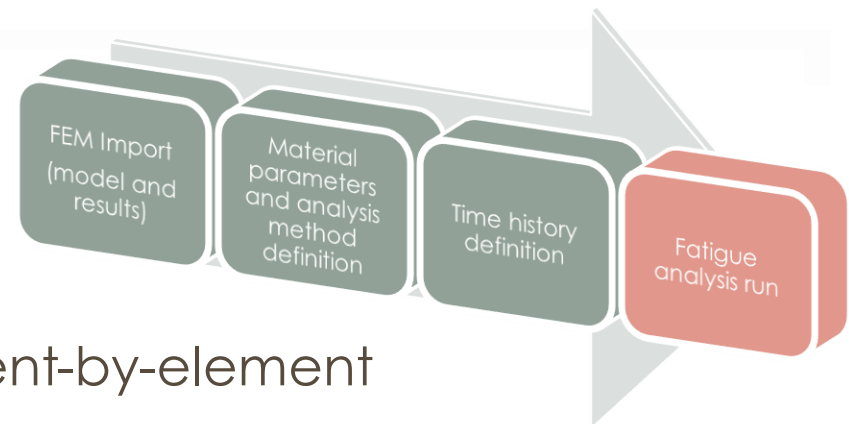 FEM Import
(model and
results)
Material
parameters
and analysis
method
definition
Time history
definition
Fatigue
analysis run
ent-by-element